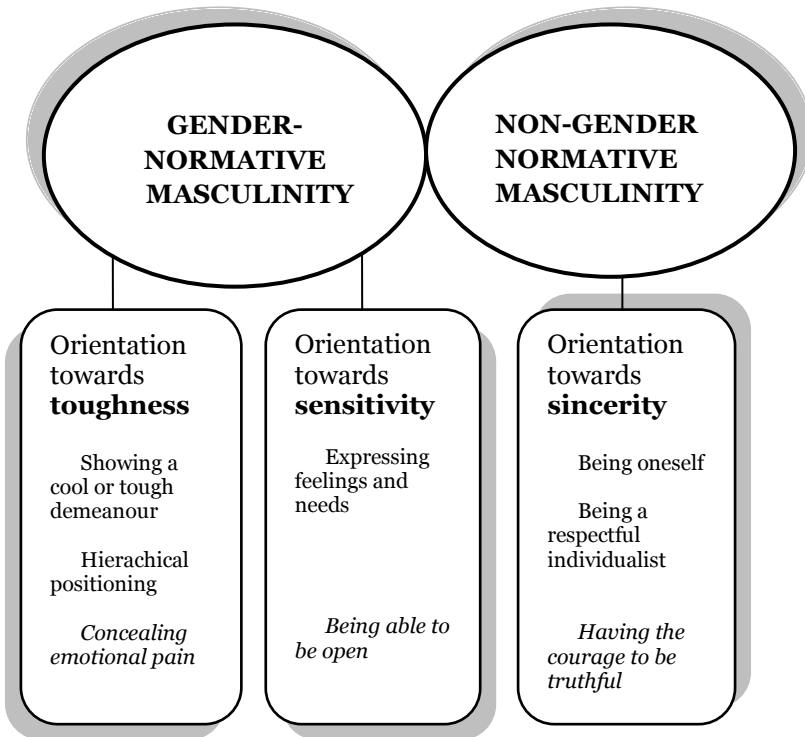 GENDER-
NORMATIVE
MASCULINITY
NON-GENDER
NORMATIVE
MASCULINITY
Orientation
towards
toughness
Showing a
cool or tough
demeanour
Hierachical
positioning
Concealing
emotional pain
Orientation
towards
sensitivity
Expressing
feelings and
needs
Being able to
be open
Orientation
towards
sincerity
Being oneself
Being a
respectful
individualist
Having the
courage to be
truthful